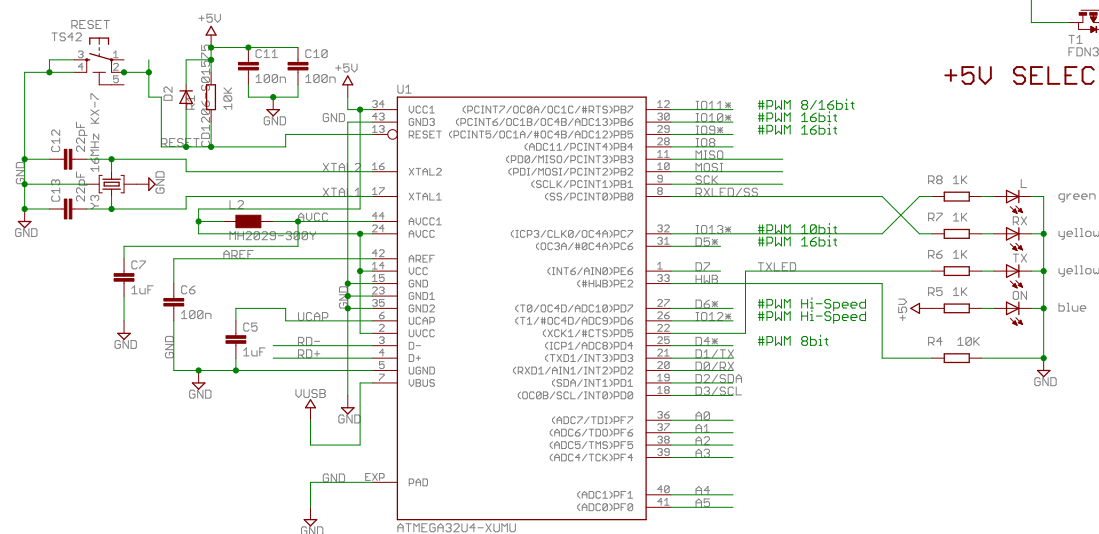 RESET
TS42
3
4
1
2
5
+5V
D2
CD1206-S01575
10K
C11
100n
C10
100n
GND
RESET
C12
22pF
16MHz KX-7
Y3
C13
22pF
GND
GND
GND
XTAL2
XTAL1
L2
MH2029-300Y
AVCC
AREF
C7
1uF
GND
C6
100n
GND
UCAP
C5
1uF
RD-
RD+
GND
VUSB
+5V
GND
GND
GND
GND
EXP
GND
U1
34 VCC1
43 GND3
13 RESET
16 XTAL2
17 XTAL1
44 AVCC1
24 AVCC
42 AREF
14 VCC
15 GND
23 GND1
35 GND2
6 UCAP
2 UVCC
3 D-
4 D+
5 UGND
7 VBUS
PAD
(PCINT7/OC0A/OC1C/#RTS)PB7 12 IO11* #PWM 8/16bit
(PCINT6/OC1B/OC4B/ADC13)PB6 30 IO10* #PWM 16bit
(PCINT5/OC1A/#OC4B/ADC12)PB5 29 IO9* #PWM 16bit
(ADC11/PCINT4)PB4 28 IO8
(PD0/MISO/PCINT3)PB3 11 MISO
(PDI/MOSI/PCINT2)PB2 10 MOSI
(SCLK/PCINT1)PB1 9 SCK
(SS/PCINT0)PB0 8 RXLED/SS
(ICP3/CLK0/OC4A)PC7 32 IO13* #PWM 10bit
(OC3A/#0C4A)PC6 31 D5* #PWM 16bit
(INT6/AIN0)PE6 1 D7 TXLED
(#HWB)PE2 33 HWB
(T0/OC4D/ADC10)PD7 27 D6* #PWM Hi-Speed
(T1/#OC4D/ADC9)PD6 26 IO12* #PWM Hi-Speed
(XCK1/#CTS)PD5 22
(ICP1/ADC8)PD4 25 D4* #PWM 8bit
(TXD1/INT3)PD3 21 D1/TX
(RXD1/AIN1/INT2)PD2 20 D0/RX
(SDA/INT1)PD1 19 D2/SDA
(OC0B/SCL/INT0)PD0 18 D3/SCL
(ADC7/TDI)PF7 36 A0
(ADC6/TDO)PF6 37 A1
(ADC5/TMS)PF5 38 A2
(ADC4/TCK)PF4 39 A3
(ADC1)PF1 40 A4
(ADC0)PF0 41 A5
ATMEGA32U4-XUMU
T1
FDN3
+5V SELEC
R8 1K L green
R7 1K RX yellow
R6 1K TX yellow
+5V R5 1K ON blue
R4 10K
GND